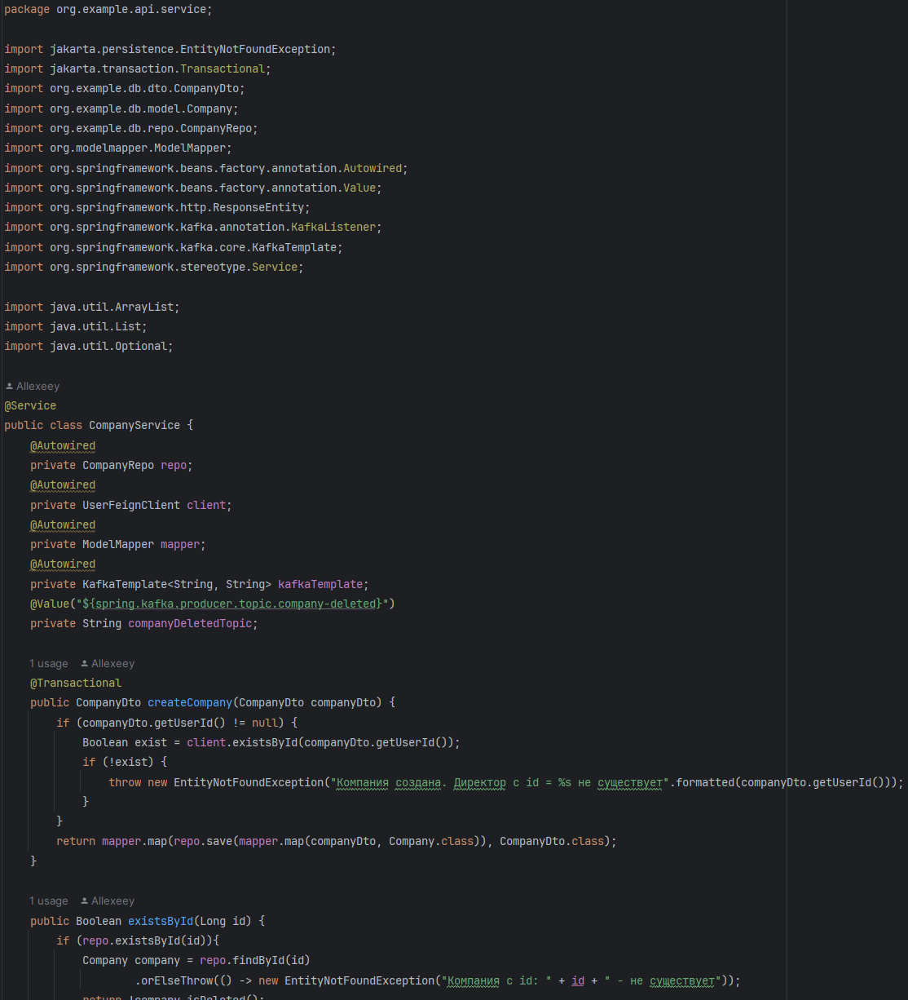 package org.example.api.service;
import jakarta.persistence.EntityNotFoundException;
import jakarta.transaction.Transactional;
import org.example.db.dto.CompanyDto;
import org.example.db.model.Company;
import org.example.db.repo.CompanyRepo;
import org.modelmapper.ModelMapper;
import org.springframework.beans.factory.annotation.Autowired;
import org.springframework.beans.factory.annotation.Value;
import org.springframework.http.ResponseEntity;
import org.springframework.kafka.annotation.KafkaListener;
import org.springframework.kafka.core.KafkaTemplate;
import org.springframework.stereotype.Service;
import java.util.ArrayList;
import java.util.List;
import java.util.Optional;
Allexeey
@Service
public class CompanyService {
    @Autowired
    private CompanyRepo repo;
    @Autowired
    private UserFeignClient client;
    @Autowired
    private ModelMapper mapper;
    @Autowired
    private KafkaTemplate<String, String> kafkaTemplate;
    @Value("${spring.kafka.producer.topic.company-deleted}")
    private String companyDeletedTopic;
    1 usage Allexeey
    @Transactional
    public CompanyDto createCompany(CompanyDto companyDto) {
        if (companyDto.getUserId() != null) {
            Boolean exist = client.existsById(companyDto.getUserId());
            if (!exist) {
                throw new EntityNotFoundException("Компания создана. Директор с id = %s не существует".formatted(companyDto.getUserId()));
            }
        }
        return mapper.map(repo.save(mapper.map(companyDto, Company.class)), CompanyDto.class);
    }
    1 usage Allexeey
    public Boolean existsById(Long id) {
        if (repo.existsById(id)){
            Company company = repo.findById(id)
                    .orElseThrow(() -> new EntityNotFoundException("Компания с id: " + id + " - не существует"));
            return !company.isDeleted();